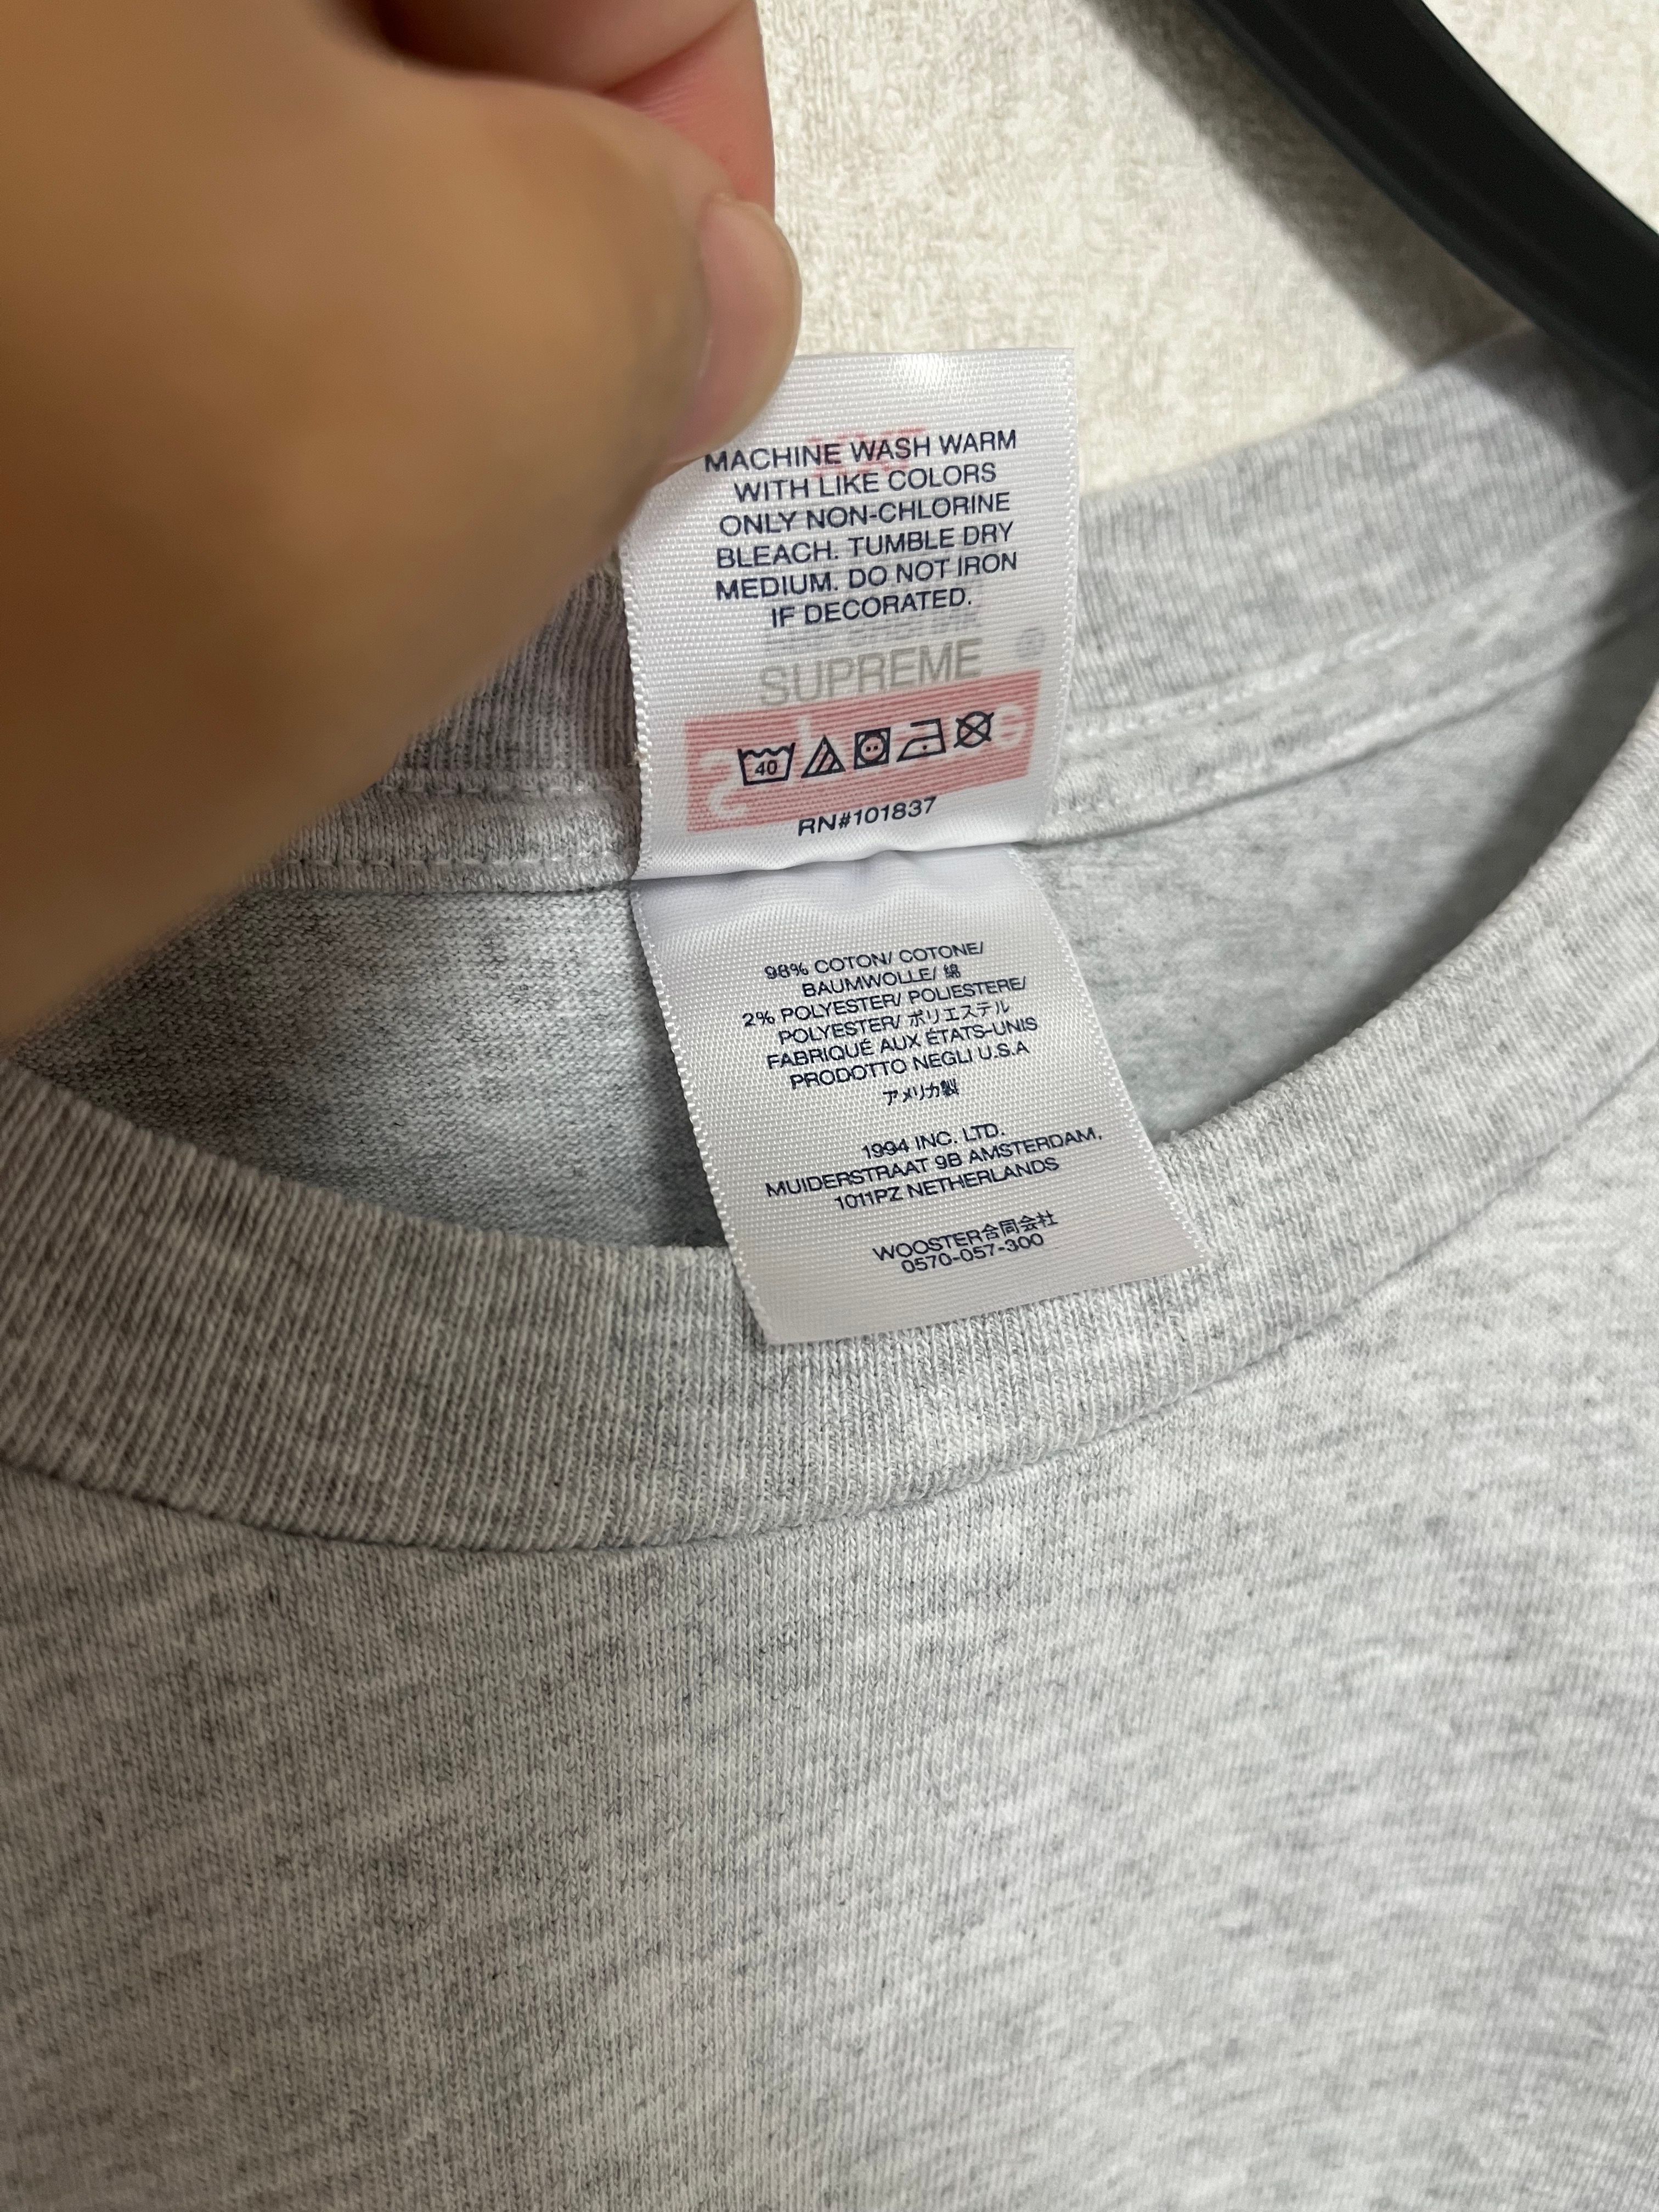 MACHINE WASH WARM
WITH LIKE COLORS
ONLY NON-CHLORINE
BLEACH. TUMBLE DRY
MEDIUM. DO NOT IRON
IF DECORATED.
SUPREME
40
RN#101837
98% COTON/ COTONE/
BAUMWOLLE/ 綿
2% POLYESTER/ POLIESTERE/
POLYESTER/ ポリエステル
FABRIQUÉ AUX ÉTATS-UNIS
PRODOTTO NEGLI U.S.A
アメリカ製
1994 INC. LTD.
MUIDERSTRAAT 9B AMSTERDAM,
1011PZ NETHERLANDS
WOOSTER合同会社
0570-057-300